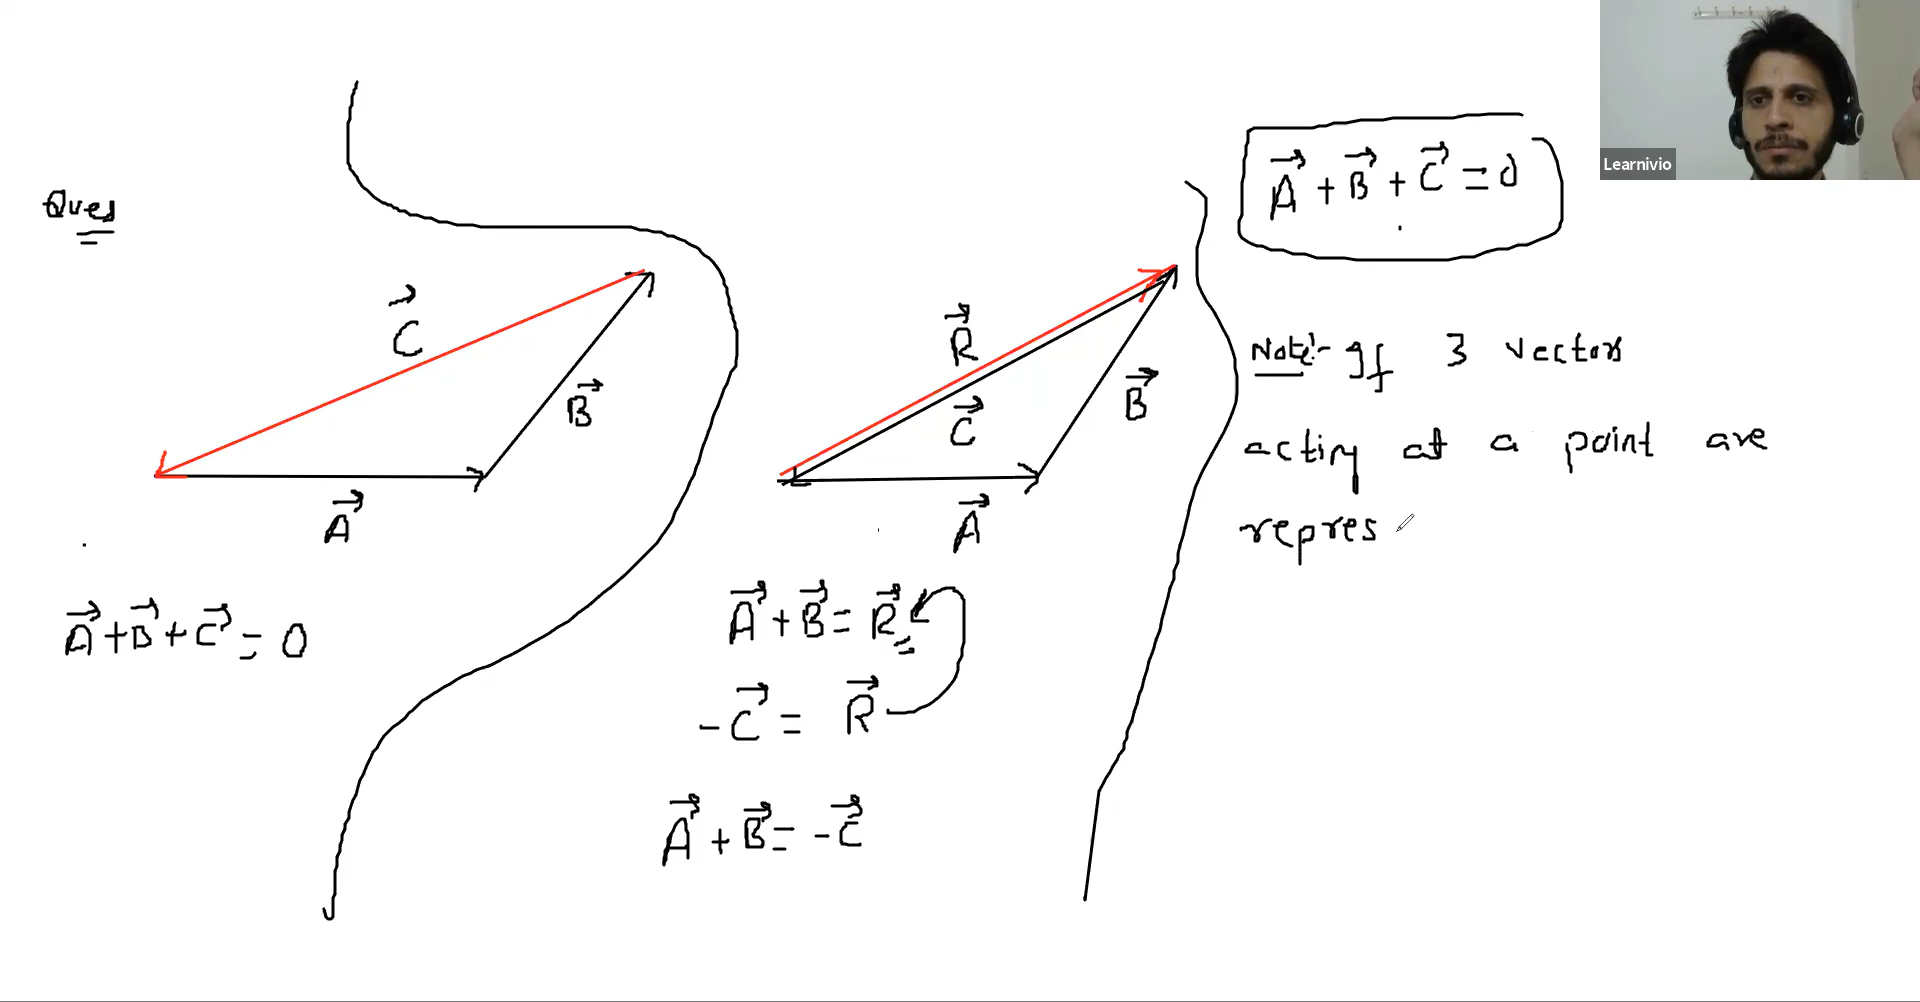 Ques
C⃗
B⃗
A⃗
A⃗ + B⃗ + C⃗ = 0
R⃗
C⃗
B⃗
A⃗
A⃗ + B⃗ = R⃗
- C⃗ = R⃗
A⃗ + B⃗ = - C⃗
A⃗ + B⃗ + C⃗ = 0
Note:- If 3 vectors
acting at a point are
repres
Learnivio